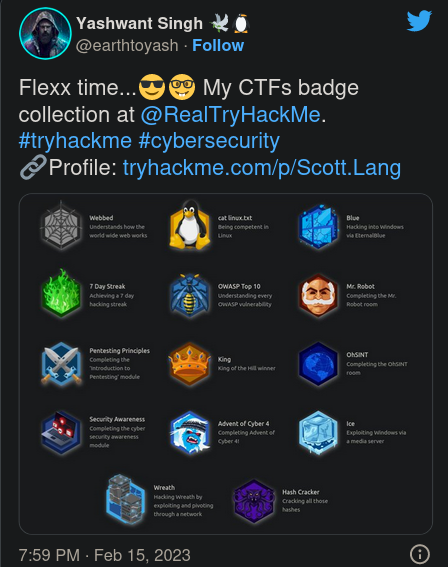 Yashwant Singh 🕊️🐧
@earthtoyash · Follow
Flexx time...😎🤓 My CTFs badge
collection at @RealTryHackMe.
#tryhackme #cybersecurity
🔗Profile: tryhackme.com/p/Scott.Lang
Webbed
Understands how the
world wide web works
cat linux.txt
Being competent in
Linux
Blue
Hacking into Windows
via EternalBlue
7 Day Streak
Achieving a 7 day
hacking streak
OWASP Top 10
Understanding every
OWASP vulnerability
Mr. Robot
Completing the Mr.
Robot room
Pentesting Principles
Completing the
'Introduction to
Pentesting' module
King
King of the Hill winner
OhSINT
Completing the OhSINT
room
Security Awareness
Completing the cyber
security awareness
module
Advent of Cyber 4
Completing Advent of
Cyber 4!
Ice
Exploiting Windows via
a media server
Wreath
Hacking Wreath by
exploiting and pivoting
through a network
Hash Cracker
Cracking all those
hashes
7:59 PM · Feb 15, 2023